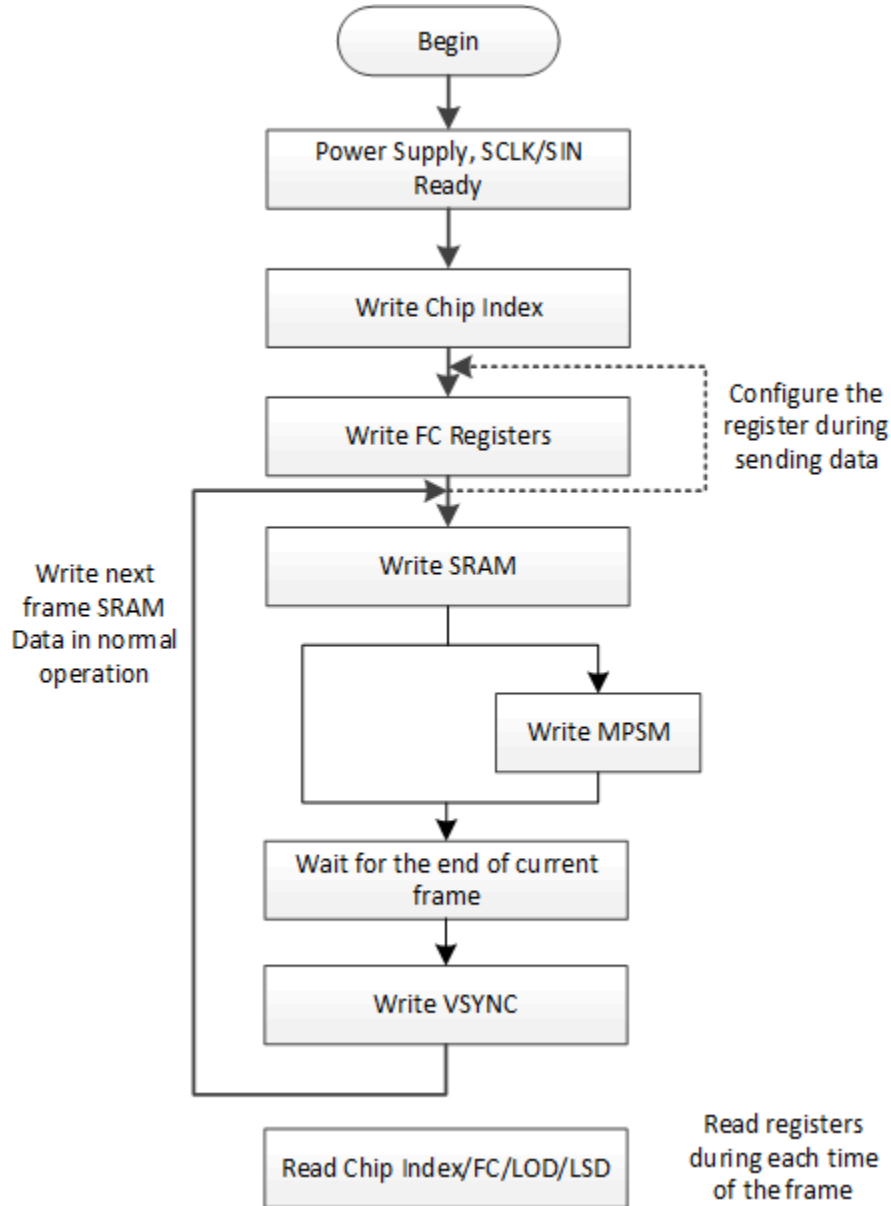 Begin
Power Supply, SCLK/SIN
Ready
Write Chip Index
Write FC Registers
Configure the
register during
sending data
Write SRAM
Write next
frame SRAM
Data in normal
operation
Write MPSM
Wait for the end of current
frame
Write VSYNC
Read Chip Index/FC/LOD/LSD
Read registers
during each time
of the frame